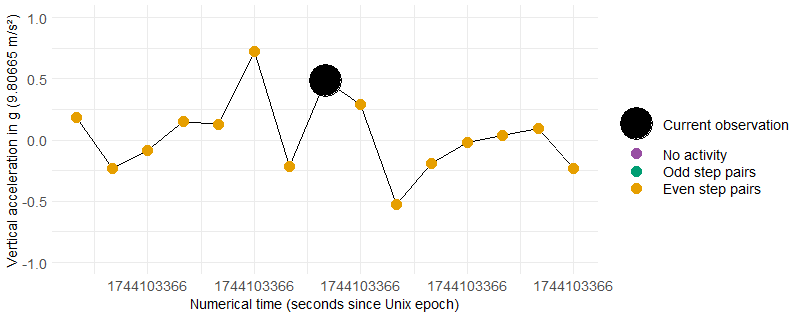 Vertical acceleration in g (9.80665 m/s²)
1.0
0.5
0.0
-0.5
-1.0
1744103366 1744103366 1744103366 1744103366 1744103366
Numerical time (seconds since Unix epoch)
Current observation
No activity
Odd step pairs
Even step pairs